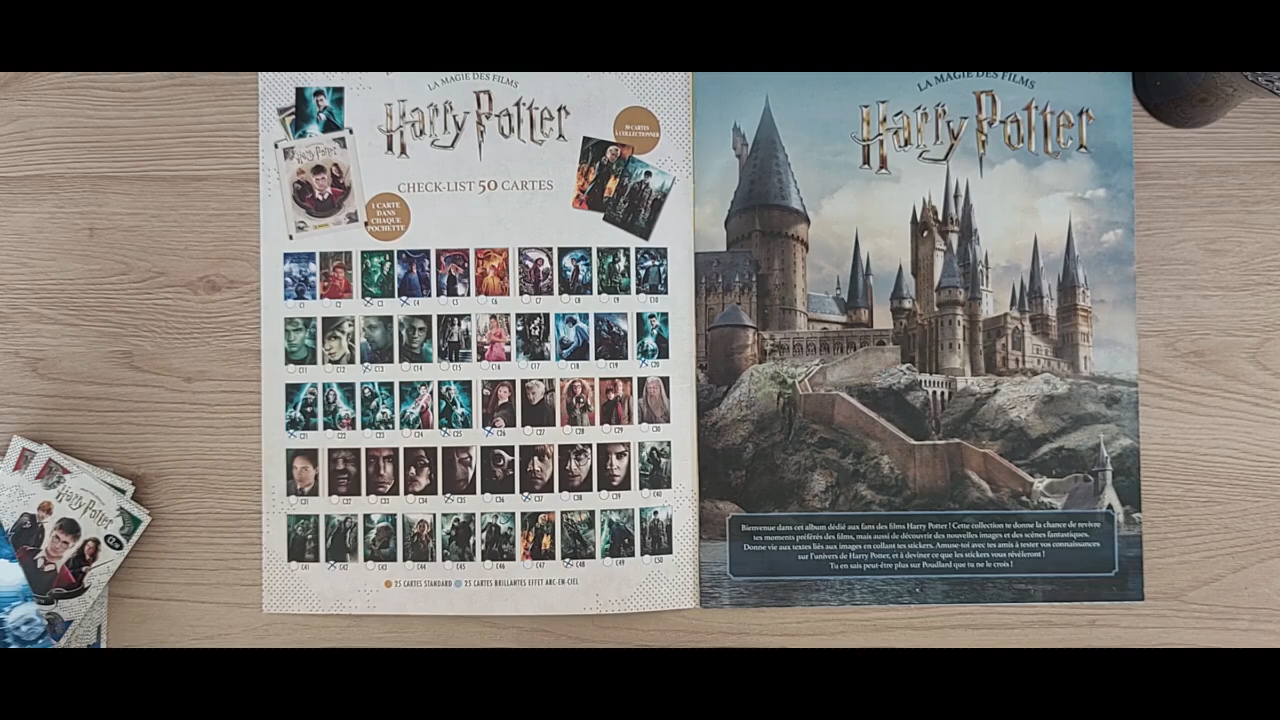 LA MAGIE DES FILMS
Harry Potter
50 CARTES
À COLLECTIONNER
Harry Potter
CHECK-LIST 50 CARTES
1 CARTE
DANS
CHAQUE
POCHETTE
C1 C2 C3 C4 C5 C6 C7 C8 C9 C10
C11 C12 C13 C14 C15 C16 C17 C18 C19 C20
C21 C22 C23 C24 C25 C26 C27 C28 C29 C30
C31 C32 C33 C34 C35 C36 C37 C38 C39 C40
C41 C42 C43 C44 C45 C46 C47 C48 C49 C50
25 CARTES STANDARD 25 CARTES BRILLANTES EFFET ARC-EN-CIEL
LA MAGIE DES FILMS
Harry Potter
Bienvenue dans cet album dédié aux fans des films Harry Potter ! Cette collection te donne la chance de revivre
tes moments préférés des films, mais aussi de découvrir des nouvelles images et des scènes fantastiques.
Donne vie aux textes liés aux images en collant tes stickers. Amuse-toi avec tes amis à tester vos connaissances
sur l'univers de Harry Potter, et à deviner ce que les stickers vous révéleront !
Tu en sais peut-être plus sur Poudlard que tu ne le crois !
Harry Potter